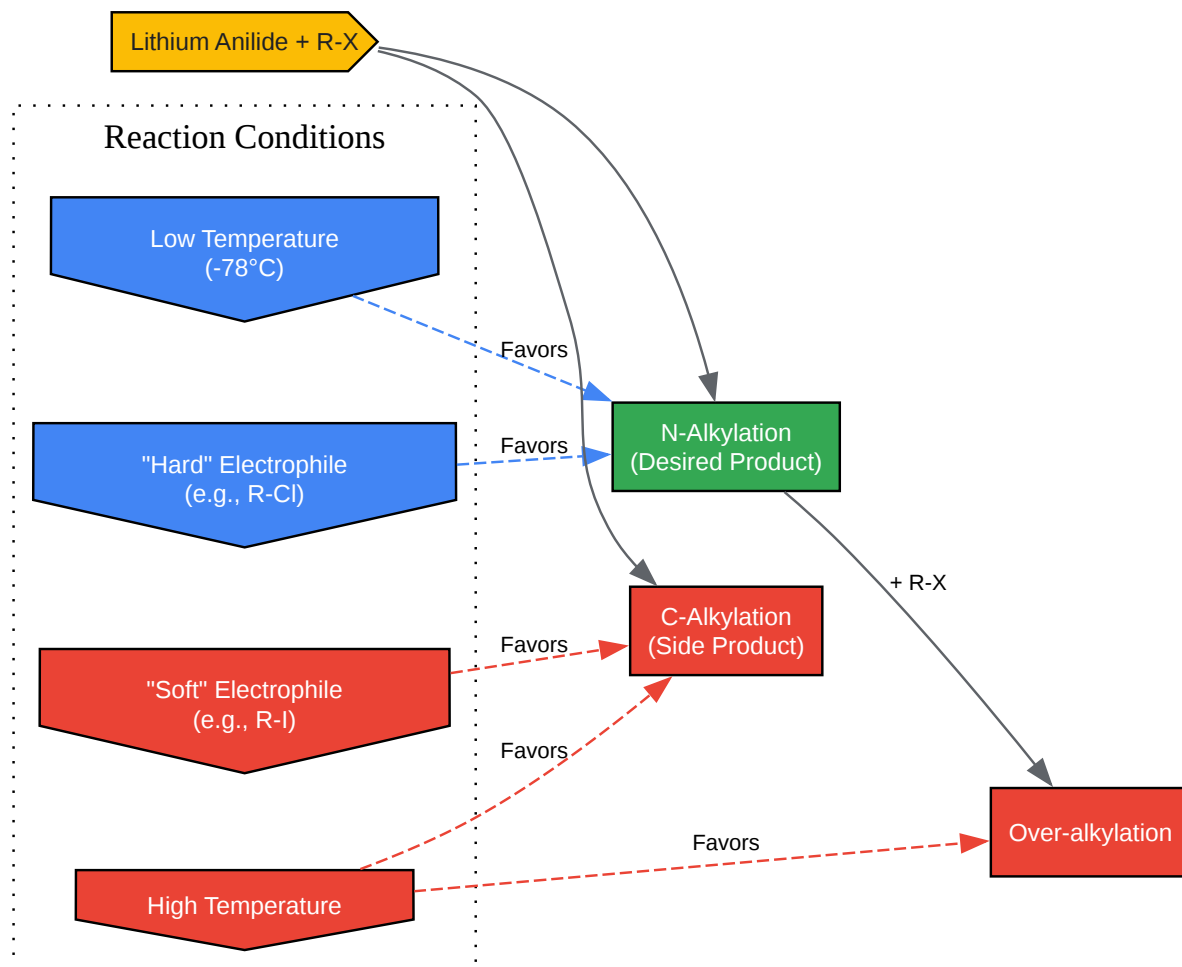 Lithium Anilide + R-X
Reaction Conditions
Low Temperature
(-78°C)
Favors
"Hard" Electrophile
(e.g., R-Cl)
Favors
N-Alkylation
(Desired Product)
+ R-X
C-Alkylation
(Side Product)
"Soft" Electrophile
(e.g., R-I)
Favors
Favors
High Temperature
Favors
Over-alkylation